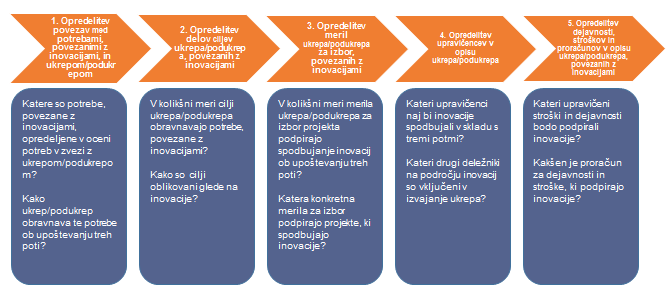 1. Opredelitev
povezav med
potrebami,
povezanimi z
inovacijami, in
ukrepom/podukr
epom
2. Opredelitev
delov ciljev
ukrepa/podukrep
a, povezanih z
inovacijami
3. Opredelitev
meril
ukrepa/podukrepa
za izbor,
povezanih z
inovacijami
4. Opredelitev
upravičencev v
opisu
ukrepa/podukrepa
5. Opredelitev
dejavnosti,
stroškov in
proračunov v opisu
ukrepa/podukrepa,
povezanih z
inovacijami
Katere so potrebe,
povezane z
inovacijami,
opredeljene v oceni
potreb v zvezi z
ukrepom/podukrepo
m?
Kako
ukrep/podukrep
obravnava te potrebe
ob upoštevanju treh
poti?
V kolikšni meri cilji
ukrepa/podukrepa
obravnavajo potrebe,
povezane z
inovacijami?
Kako so cilji
oblikovani glede na
inovacije?
V kolikšni meri merila
ukrepa/podukrepa za
izbor projekta
podpirajo
spodbujanje inovacij
ob upoštevanju treh
poti?
Katera konkretna
merila za izbor
podpirajo projekte, ki
spodbujajo
inovacije?
Kateri upravičenci
naj bi inovacije
spodbujali v skladu s
tremi potmi?
Kateri drugi deležniki
na področju inovacij
so vključeni v
izvajanje ukrepa?
Kateri upravičeni
stroški in dejavnosti
bodo podpirali
inovacije?
Kakšen je proračun
za dejavnosti in
stroške, ki podpirajo
inovacije?